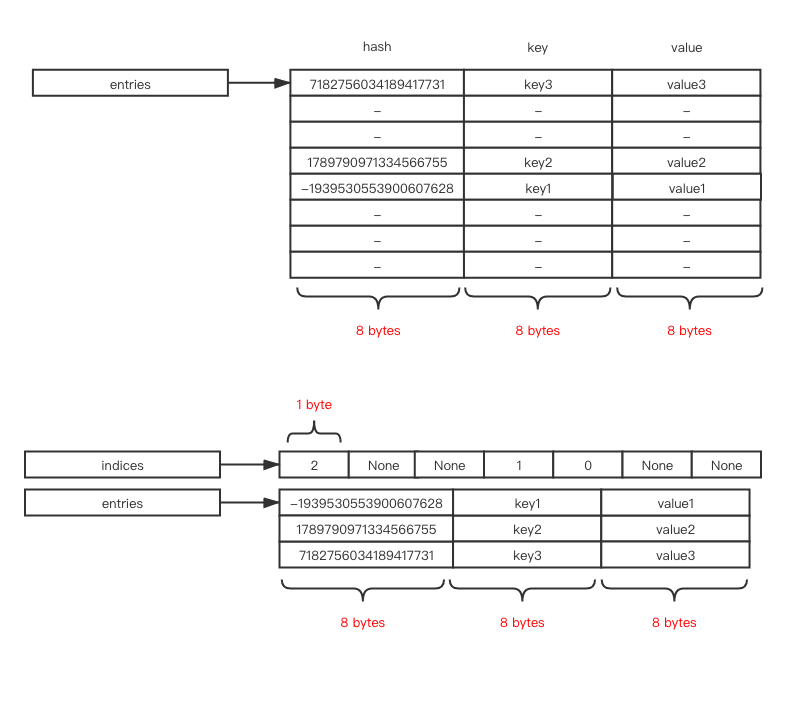 hash key value
entries 7182756034189417731 key3 value3
– – –
– – –
1789790971334566755 key2 value2
–1939530553900607628 key1 value1
– – –
– – –
– – –
8 bytes 8 bytes 8 bytes
1 byte
indices 2 None None 1 0 None None
entries –1939530553900607628 key1 value1
1789790971334566755 key2 value2
7182756034189417731 key3 value3
8 bytes 8 bytes 8 bytes